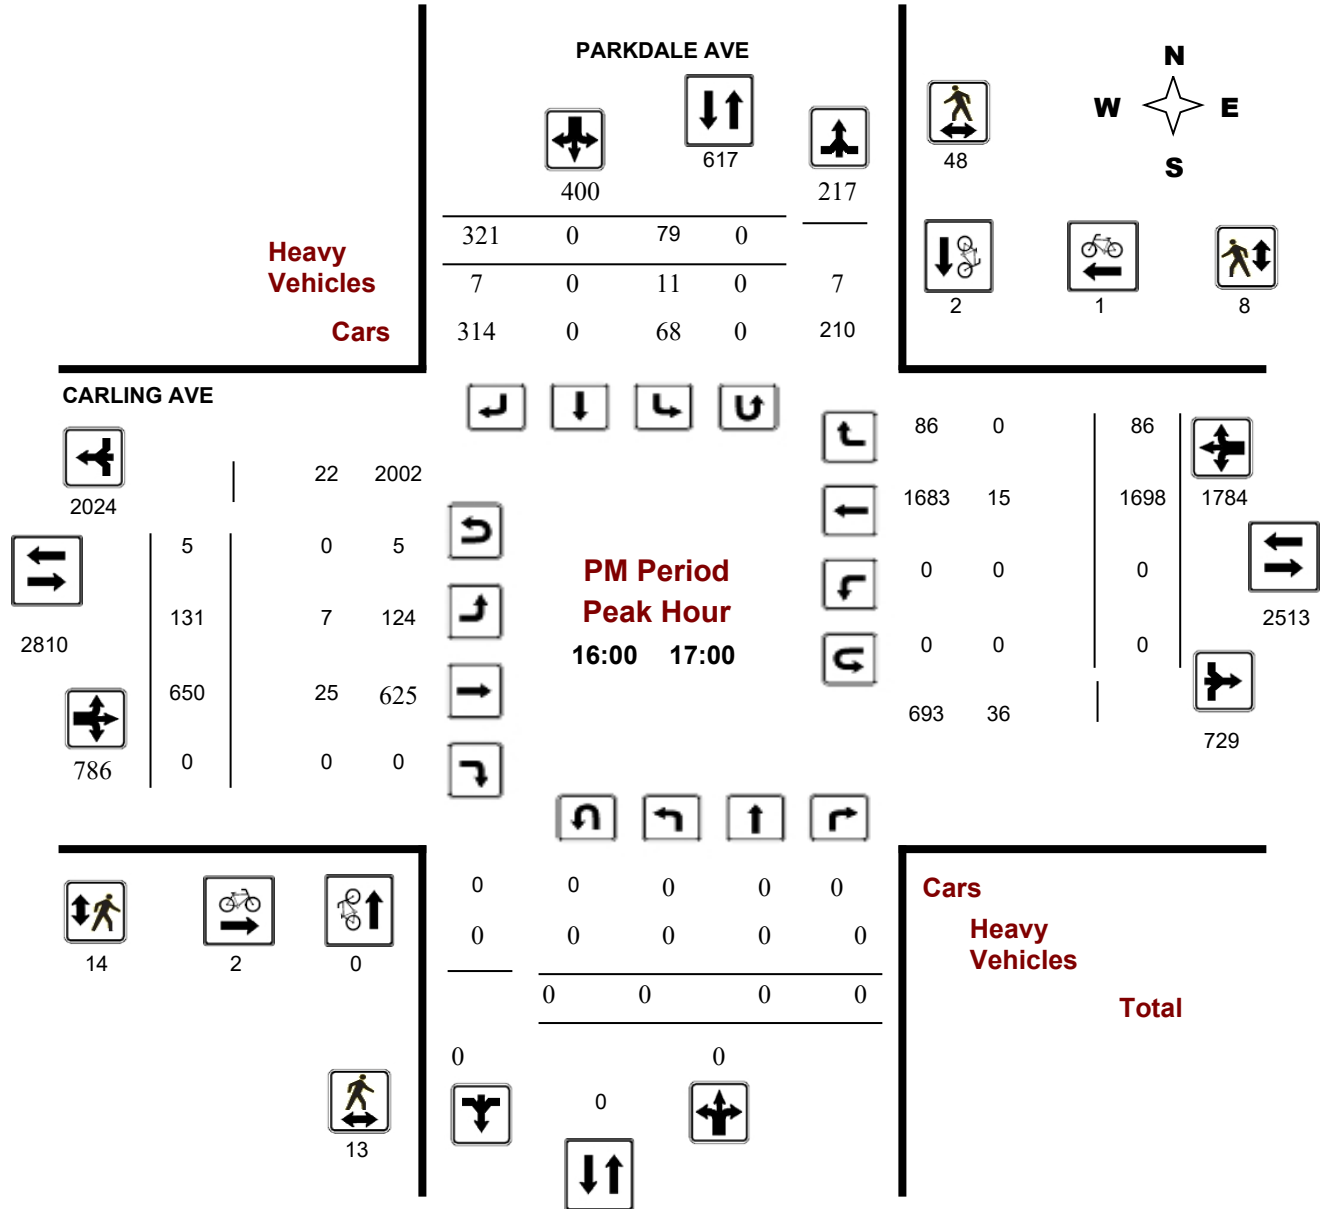 PARKDALE AVE
N
W E
S
617
48
400 217
321 0 79 0
Heavy
Vehicles
7 0 11 0 7
2 1 8
Cars
314 0 68 0 210
CARLING AVE
86 0 86
22 2002
2024
1683 15 1698 1784
5 0 5
PM Period
0 0 0
Peak Hour
131 7 124
2513
2810
16:00 17:00
0 0 0
650 25 625
693 36
729
786 0 0 0
0 0 0 0 0
Cars
0 0 0 0 0
Heavy
Vehicles
14 2 0
0 0 0 0
Total
0 0
0
13